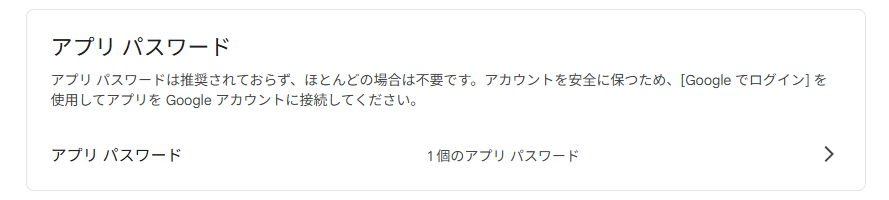 アプリ パスワード
アプリ パスワードは推奨されておらず、ほとんどの場合は不要です。アカウントを安全に保つため、[Google でログイン] を
使用してアプリを Google アカウントに接続してください。
アプリ パスワード
1 個のアプリ パスワード